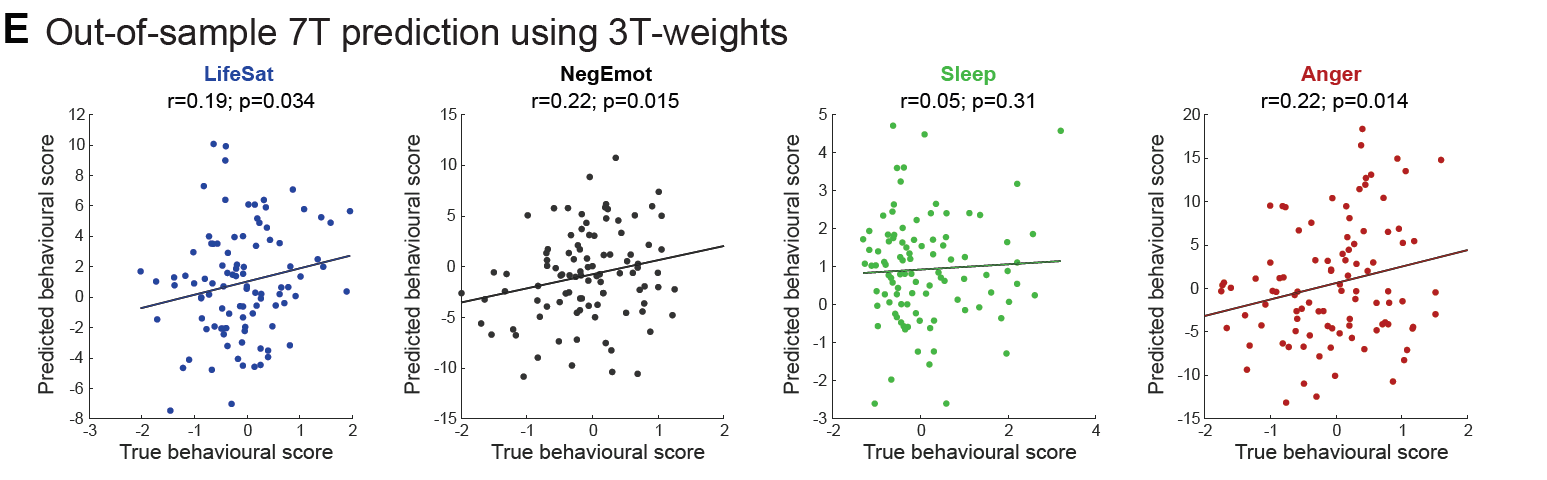 E Out-of-sample 7T prediction using 3T-weights
LifeSat
r=0.19; p=0.034
Predicted behavioural score
12
10
8
6
4
2
0
-2
-4
-6
-8
-3 -2 -1 0 1 2
True behavioural score
NegEmot
r=0.22; p=0.015
Predicted behavioural score
15
10
5
0
-5
-10
-15
-2 -1 0 1 2
True behavioural score
Sleep
r=0.05; p=0.31
Predicted behavioural score
5
4
3
2
1
0
-1
-2
-3
-2 0 2 4
True behavioural score
Anger
r=0.22; p=0.014
Predicted behavioural score
20
15
10
5
0
-5
-10
-15
-2 -1 0 1 2
True behavioural score